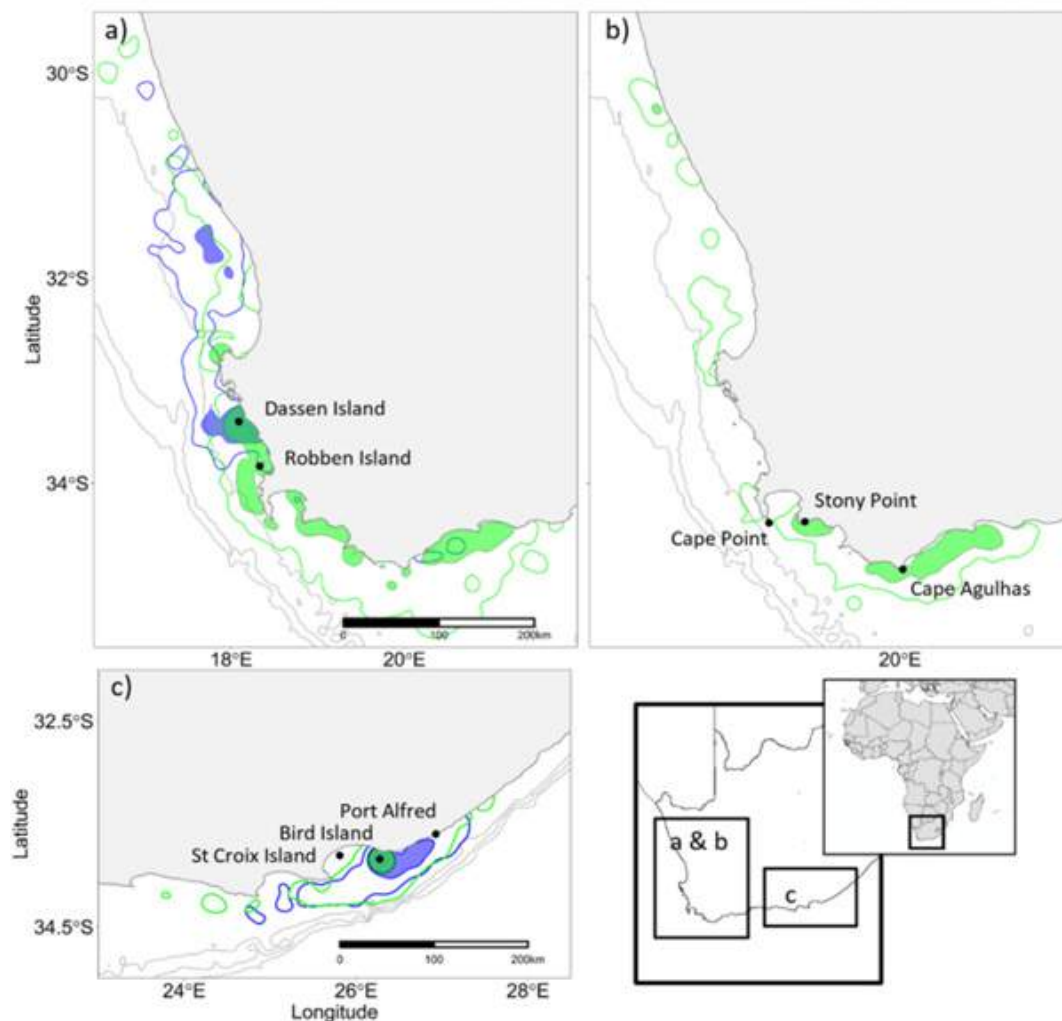 a)
b)
30°S
32°S
Latitude
Dassen Island
Robben Island
34°S
Stony Point
Cape Point
Cape Agulhas
0 100 200km
18°E 20°E
20°E
c)
32.5°S
Port Alfred
Latitude
Bird Island
St Croix Island
a & b
c
34.5°S
0 100 200km
24°E 26°E 28°E
Longitude